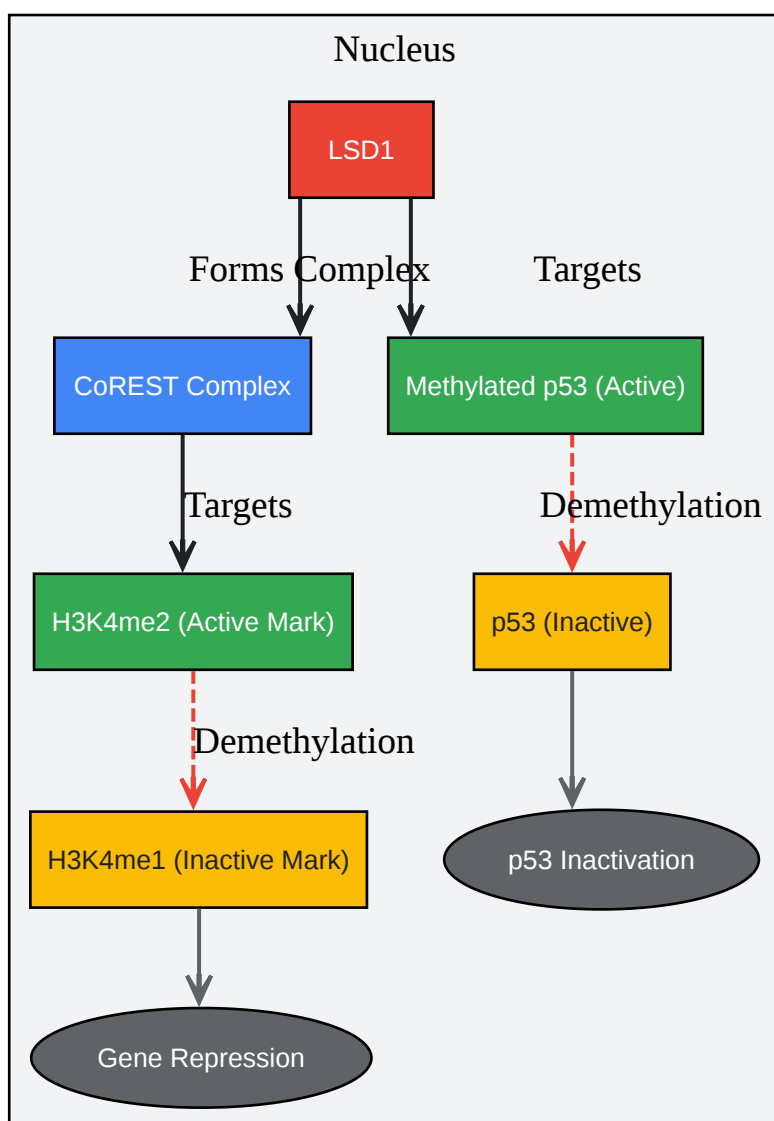 Nucleus
LSD1
Forms Complex
Targets
CoREST Complex
Methylated p53 (Active)
Targets
Demethylation
H3K4me2 (Active Mark)
p53 (Inactive)
Demethylation
H3K4me1 (Inactive Mark)
p53 Inactivation
Gene Repression